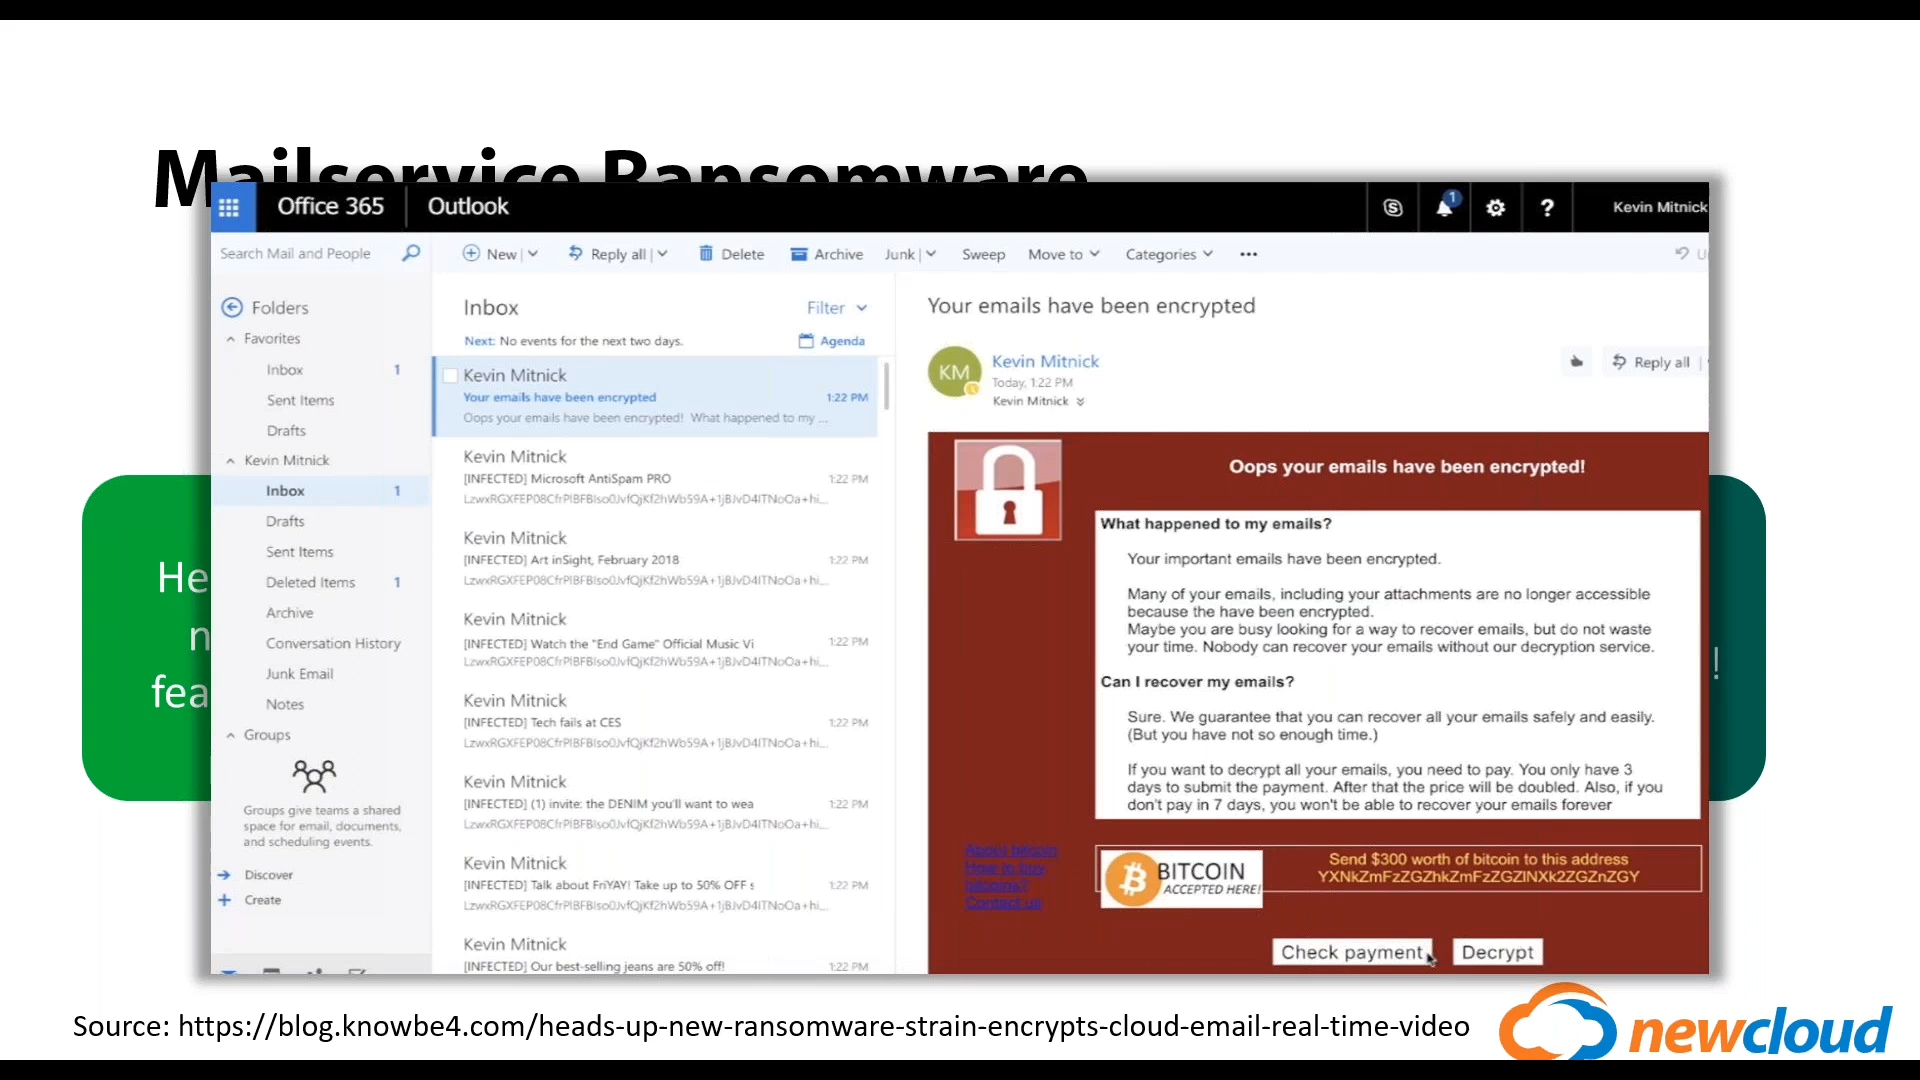 Mailservice Ransomware
Office 365
Outlook
1
?
Kevin Mitnick
Search Mail and People
New
Reply all
Delete
Archive
Junk
Sweep
Move to
Categories
Folders
Favorites
Inbox 1
Sent Items
Drafts
Kevin Mitnick
Inbox 1
Drafts
Sent Items
Deleted Items 1
Archive
Conversation History
Junk Email
Notes
Groups
Groups give teams a shared
space for email, documents,
and scheduling events.
Discover
Create
Inbox
Filter
Next: No events for the next two days.
Agenda
Kevin Mitnick
Your emails have been encrypted 1:22 PM
Oops your emails have been encrypted! What happened to my ...
Kevin Mitnick
[INFECTED] Microsoft AntiSpam PRO 1:22 PM
Kevin Mitnick
[INFECTED] Art inSight, February 2018 1:22 PM
Kevin Mitnick
[INFECTED] Watch the "End Game" Official Music Vi 1:22 PM
Kevin Mitnick
[INFECTED] Tech fails at CES 1:22 PM
Kevin Mitnick
[INFECTED] (1) invite: the DENIM you'll want to wea 1:22 PM
Kevin Mitnick
[INFECTED] Talk about FriYAY! Take up to 50% OFF s 1:22 PM
Kevin Mitnick
[INFECTED] Our best-selling jeans are 50% off! 1:22 PM
Your emails have been encrypted
KM
Kevin Mitnick
Today, 1:22 PM
Kevin Mitnick
Reply all
Oops your emails have been encrypted!
What happened to my emails?
Your important emails have been encrypted.
Many of your emails, including your attachments are no longer accessible
because the have been encrypted.
Maybe you are busy looking for a way to recover emails, but do not waste
your time. Nobody can recover your emails without our decryption service.
Can I recover my emails?
Sure. We guarantee that you can recover all your emails safely and easily.
(But you have not so enough time.)
If you want to decrypt all your emails, you need to pay. You only have 3
days to submit the payment. After that the price will be doubled. Also, if you
don't pay in 7 days, you won't be able to recover your emails forever
About bitcoin
How to buy
bitcoins?
Contact us
BITCOIN
ACCEPTED HERE!
Send $300 worth of bitcoin to this address
YXNkZmFzZGZhkZmFzZGZINXk2ZGZnZGY
Check payment
Decrypt
He
n
fea
!
Source: https://blog.knowbe4.com/heads-up-new-ransomware-strain-encrypts-cloud-email-real-time-video
newcloud